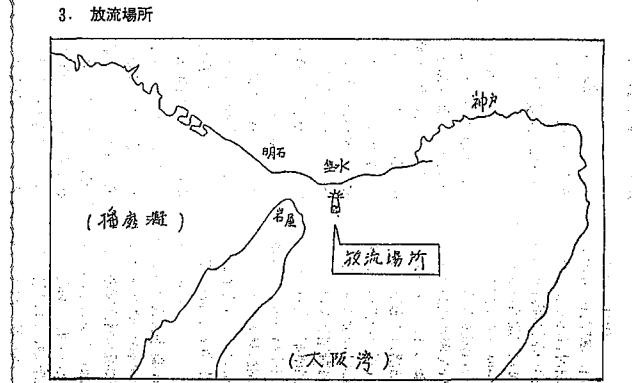 3. 放流場所
神戸
明石
垂水
(播磨灘)
岩屋
放流場所
(大阪湾)